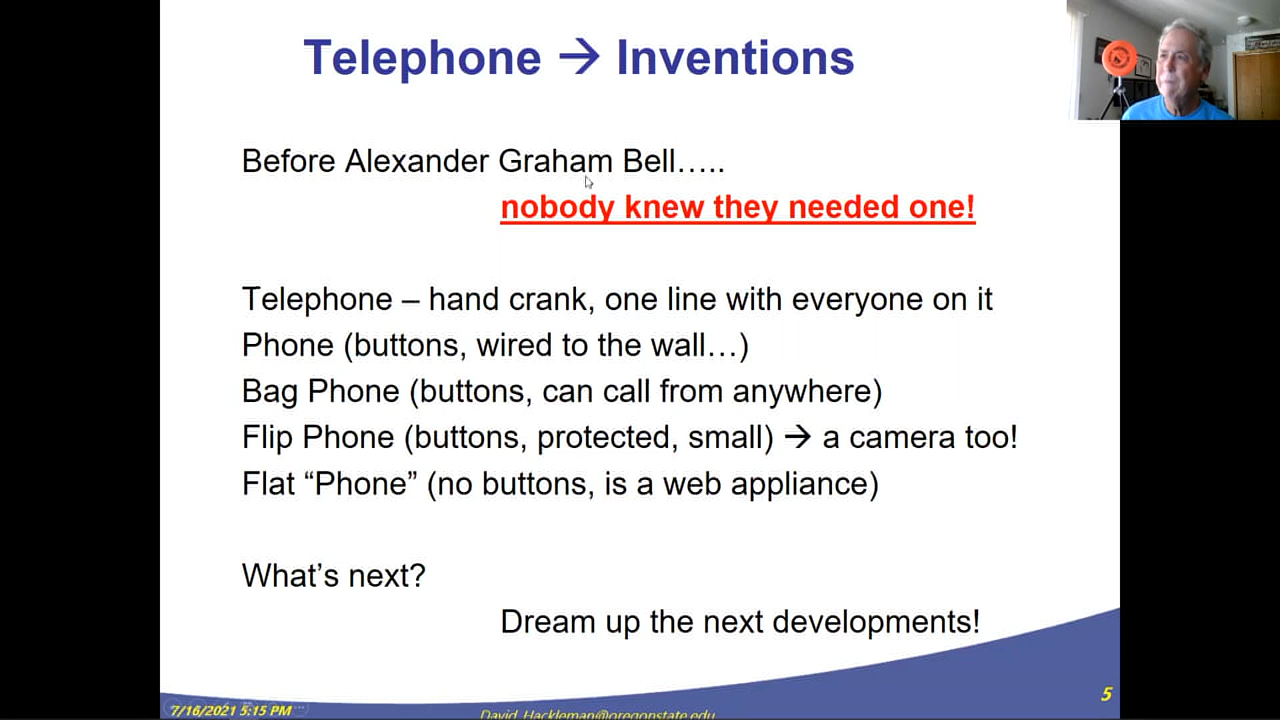 Telephone → Inventions
Before Alexander Graham Bell…..
nobody knew they needed one!
Telephone – hand crank, one line with everyone on it
Phone (buttons, wired to the wall…)
Bag Phone (buttons, can call from anywhere)
Flip Phone (buttons, protected, small) → a camera too!
Flat “Phone” (no buttons, is a web appliance)
What’s next?
Dream up the next developments!
7/16/2021 5:15 PM
David_Hackleman@oregonstate.edu
5